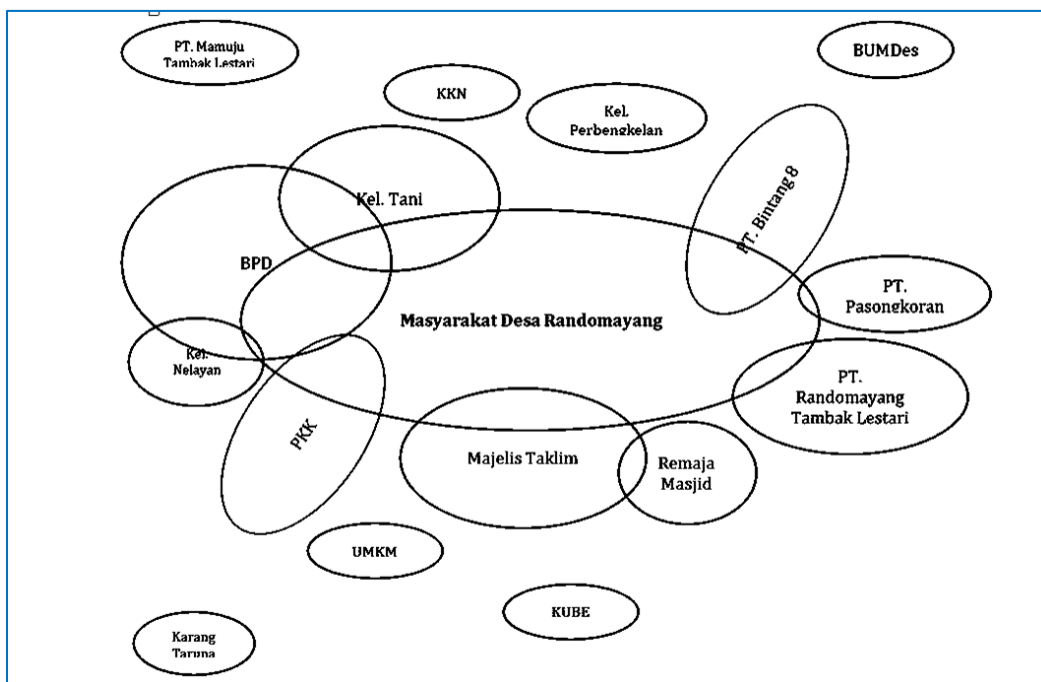 PT. Mamuju
Tambak Lestari
BUMDes
KKN
Kel.
Perbengkelan
Kel. Tani
PT. Bintang 8
BPD
PT.
Pasongkoran
Masyarakat Desa Randomayang
Kel.
Nelayan
PT.
Randomayang
Tambak Lestari
PKK
Majelis Taklim
Remaja
Masjid
UMKM
KUBE
Karang
Taruna